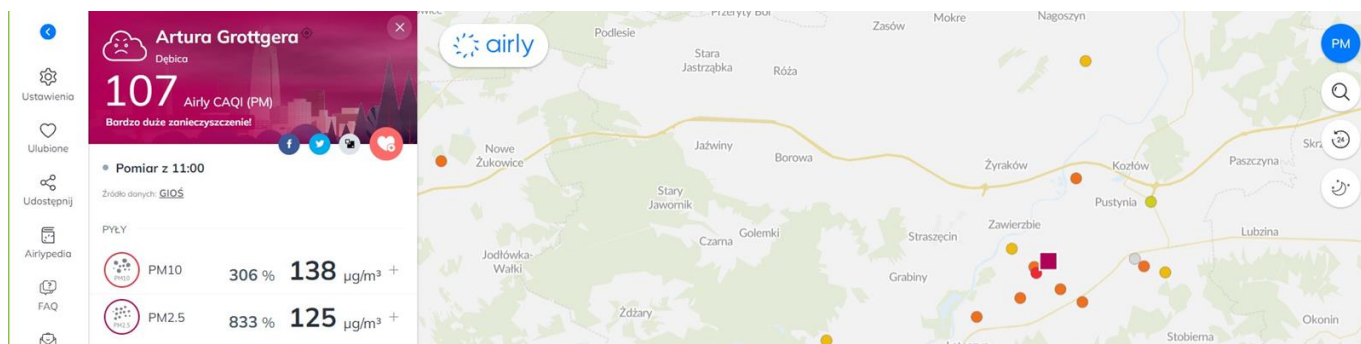 Ustawienia
Ulubione
Udostępnij
Airlypedia
FAQ
Artura Grottgera
Dębica
107 Airly CAQI (PM)
Bardzo duże zanieczyszczenie!
Pomiar z 11:00
Źródło danych: GIOŚ
PYŁY
PM10 PM10 306 % 138 µg/m³ +
PM2.5 PM2.5 833 % 125 µg/m³ +
airly
PM
24
Przeryty Bór
Zasów
Mokre
Nagoszyn
Podlesie
Stara
Jastrząbka
Róża
Nowe
Żukowice
Jaźwiny
Borowa
Żyraków
Kozłów
Paszczyna
Stary
Jawornik
Pustynia
Golemki
Czarna
Straszęcin
Zawierzbie
Lubzina
Jodłówka-
Wałki
Grabiny
Żdżary
Okonin
Stobierna